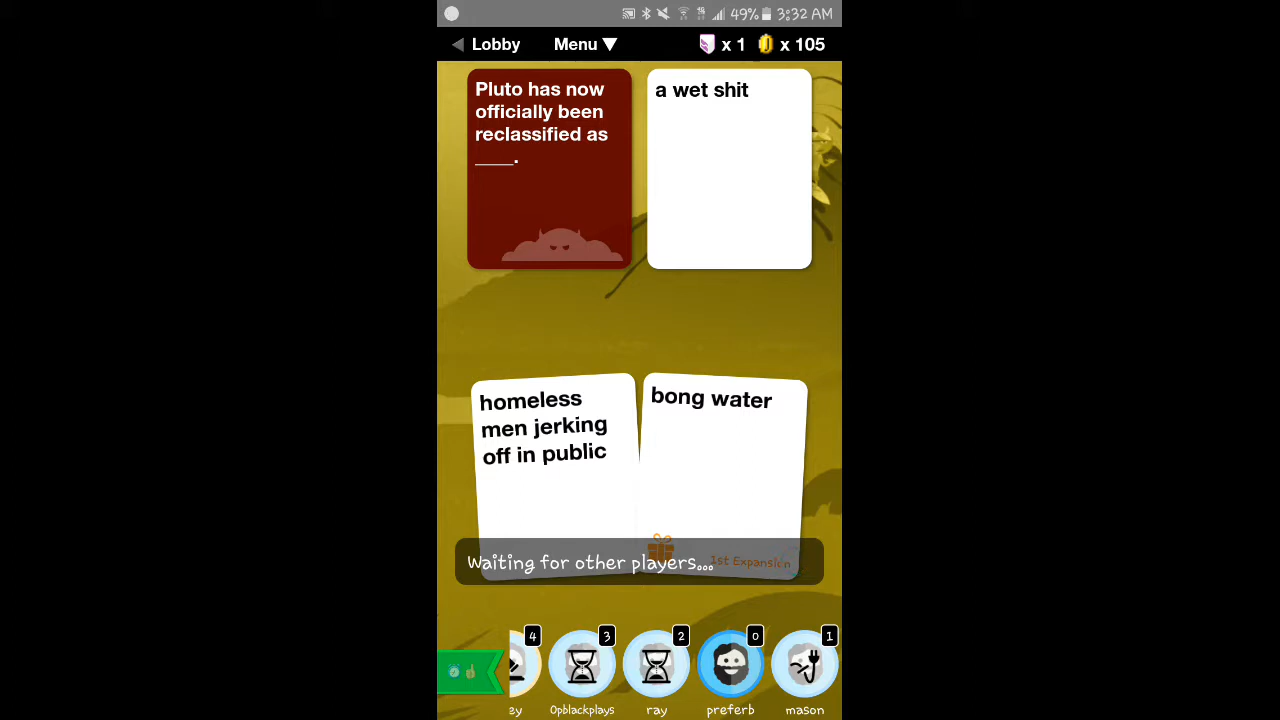 49% 3:32 AM
Lobby Menu x 1 x 105
Pluto has now
officially been
reclassified as
____.
a wet shit
homeless
men jerking
off in public
bong water
1st Expansion
Waiting for other players...
4 3 2 0 1
ey Opblackplays ray preferb mason